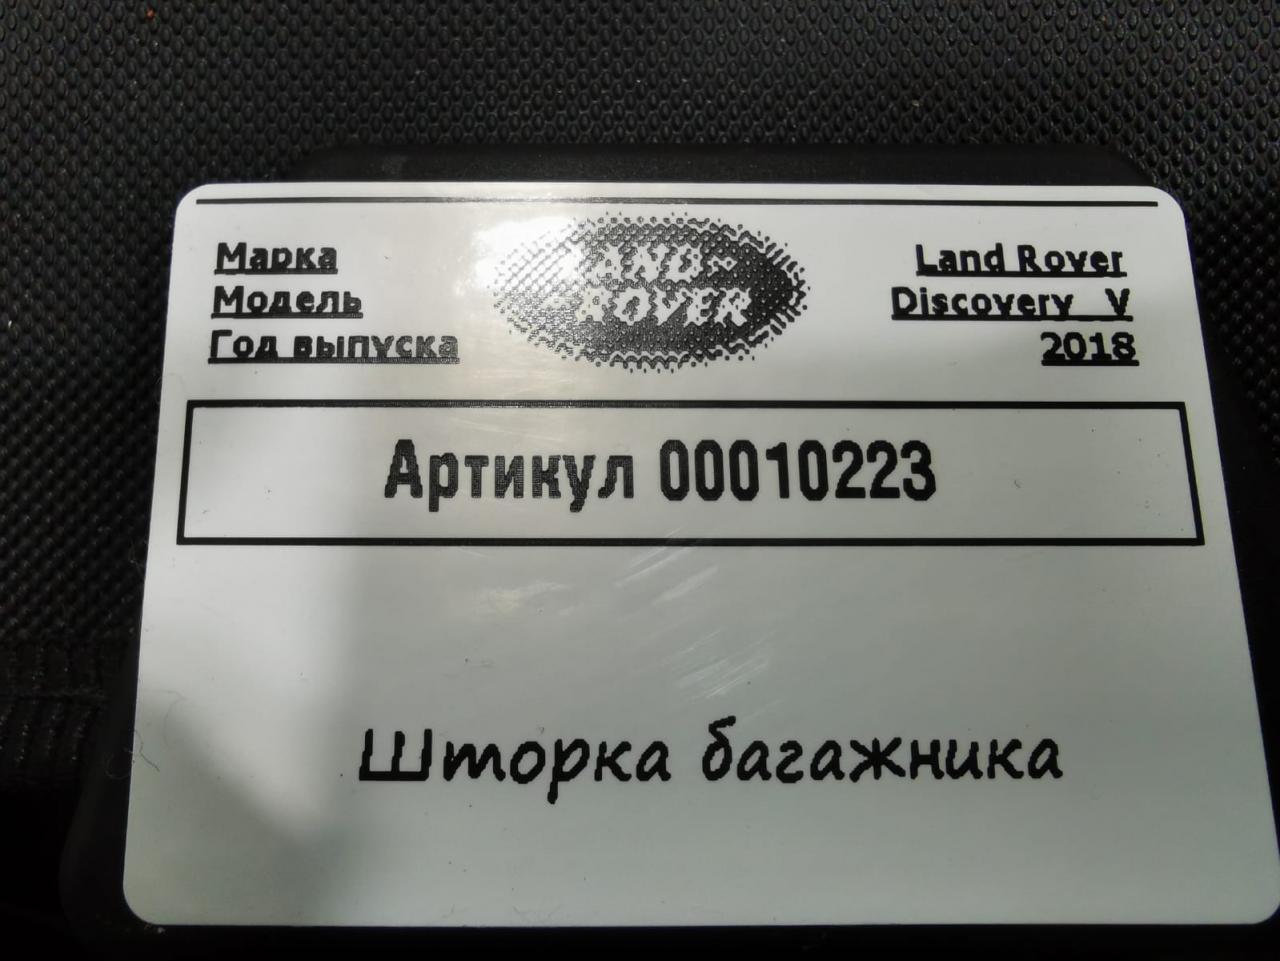 Марка LAND- Land Rover
Модель ROVER Discovery V
Год выпуска 2018
Артикул 00010223
Шторка багажника